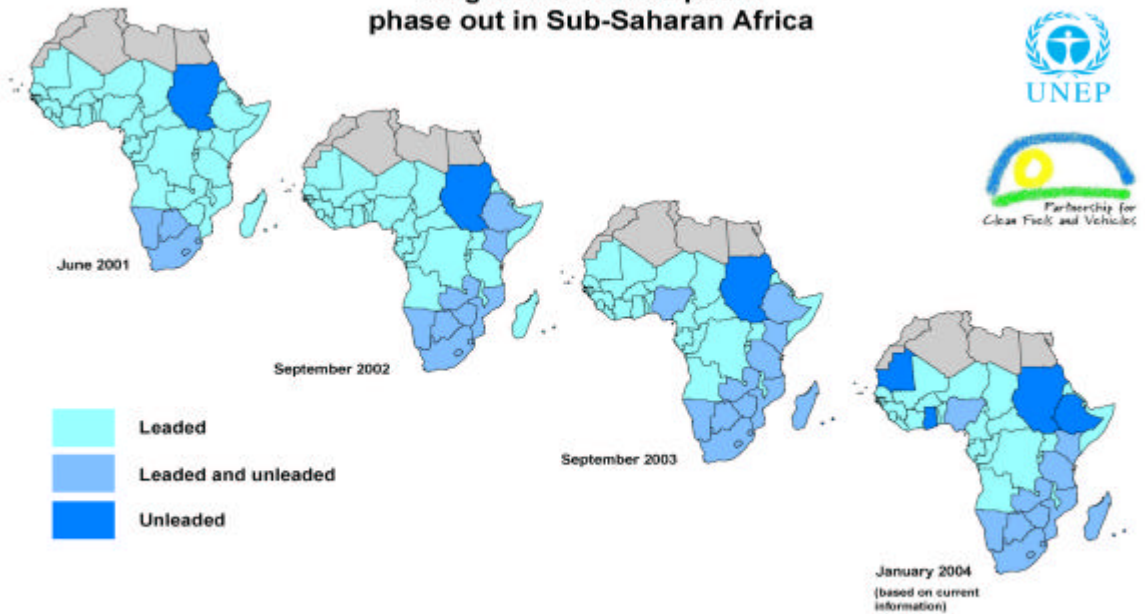 phase out in Sub-Saharan Africa
UNEP
Partnership for
Clean Fuels and Vehicles
June 2001
September 2002
September 2003
January 2004
(based on current
information)
Leaded
Leaded and unleaded
Unleaded